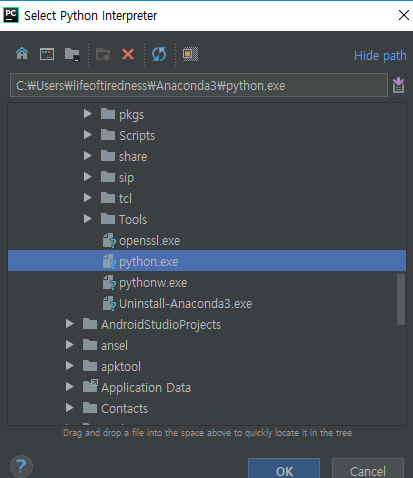 PC Select Python Interpreter
Hide path
C:₩Users₩lifeoftiredness₩Anaconda3₩python.exe
pkgs
Scripts
share
sip
tcl
Tools
openssl.exe
python.exe
pythonw.exe
Uninstall-Anaconda3.exe
AndroidStudioProjects
ansel
apktool
Application Data
Contacts
Drag and drop a file into the space above to quickly locate it in the tree
? OK Cancel